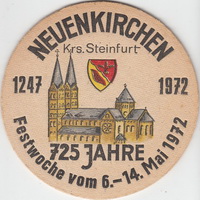 NEUENKIRCHEN
Krs. Steinfurt
1247 1972
725 JAHRE
Festwoche vom 6.-14. Mai 1972